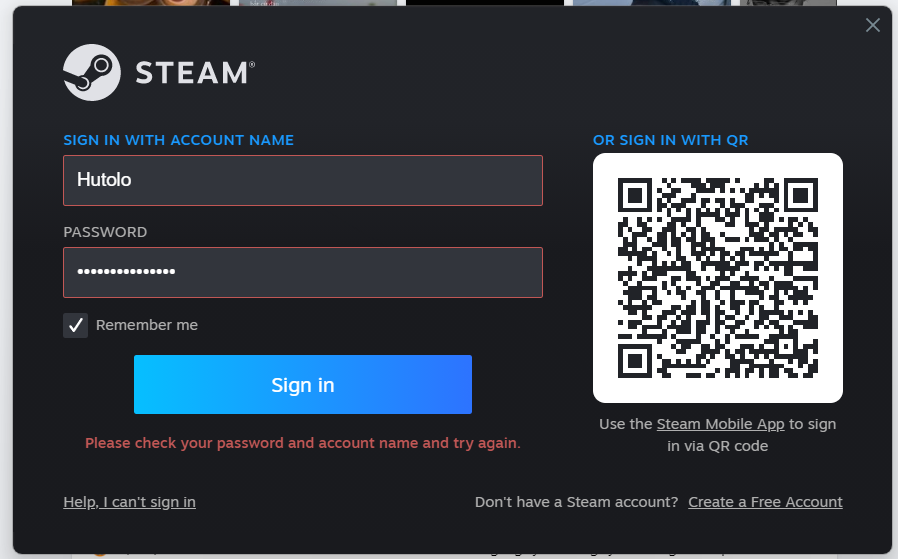 STEAM®
SIGN IN WITH ACCOUNT NAME
Hutolo
PASSWORD
•••••••••••••••
Remember me
Sign in
Please check your password and account name and try again.
Help, I can't sign in
OR SIGN IN WITH QR
Use the Steam Mobile App to sign
in via QR code
Don't have a Steam account? Create a Free Account